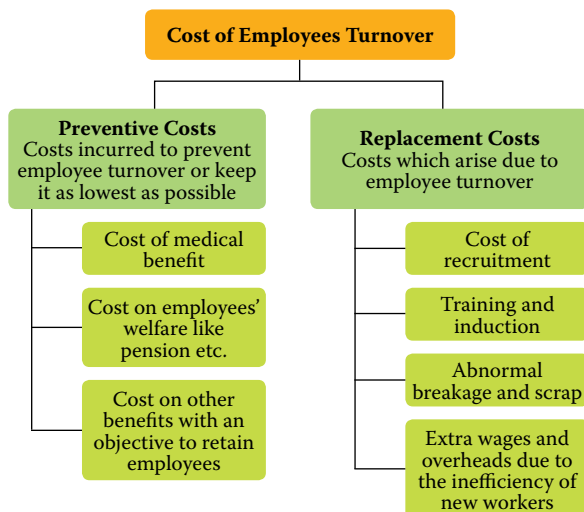 Cost of Employees Turnover
Preventive Costs
Costs incurred to prevent
employee turnover or keep
it as lowest as possible
Cost of medical
benefit
Cost on employees’
welfare like
pension etc.
Cost on other
benefits with an
objective to retain
employees
Replacement Costs
Costs which arise due to
employee turnover
Cost of
recruitment
Training and
induction
Abnormal
breakage and scrap
Extra wages and
overheads due to
the inefficiency of
new workers